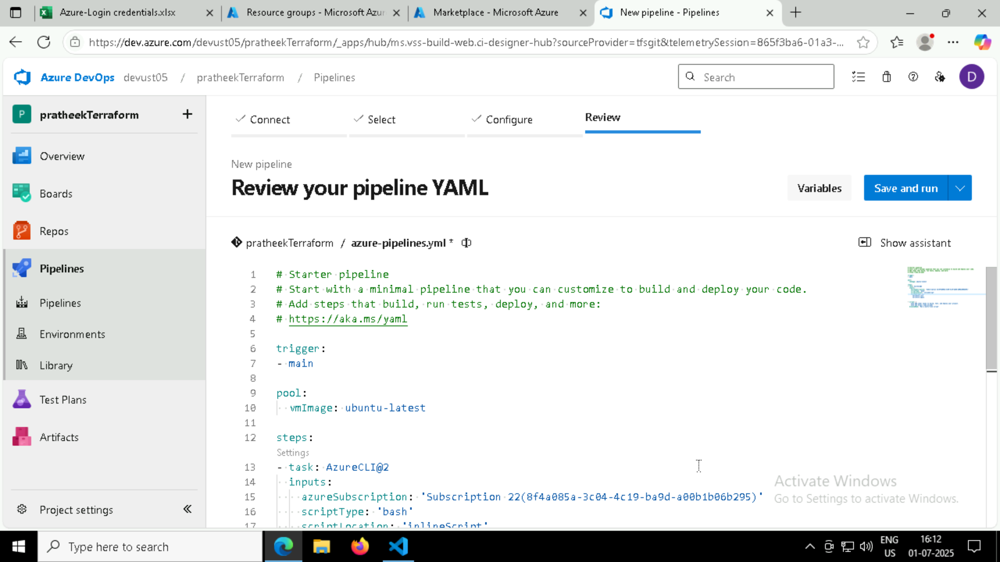 Azure-Login credentials.xlsx
Resource groups - Microsoft Azur
Marketplace - Microsoft Azure
New pipeline - Pipelines
https://dev.azure.com/devust05/pratheekTerraform/_apps/hub/ms.vss-build-web.ci-designer-hub?sourceProvider=tfsgit&telemetrySession=865f3ba6-01a3-...
Azure DevOps devust05 / pratheekTerraform / Pipelines
Search
D
P pratheekTerraform
Overview
Boards
Repos
Pipelines
Pipelines
Environments
Library
Test Plans
Artifacts
Project settings
Connect
Select
Configure
Review
New pipeline
Review your pipeline YAML
Variables
Save and run
pratheekTerraform / azure-pipelines.yml *
Show assistant
1 # Starter pipeline
2 # Start with a minimal pipeline that you can customize to build and deploy your code.
3 # Add steps that build, run tests, deploy, and more:
4 # https://aka.ms/yaml
5
6 trigger:
7 - main
8
9 pool:
10 vmImage: ubuntu-latest
11
12 steps:
Settings
13 - task: AzureCLI@2
14 inputs:
15 azureSubscription: 'Subscription 22(8f4a085a-3c04-4c19-ba9d-a00b1b06b295)'
16 scriptType: 'bash'
17 scriptLocation: 'inlineScript'
Activate Windows
Go to Settings to activate Windows.
Type here to search
ENG
US
16:12
01-07-2025